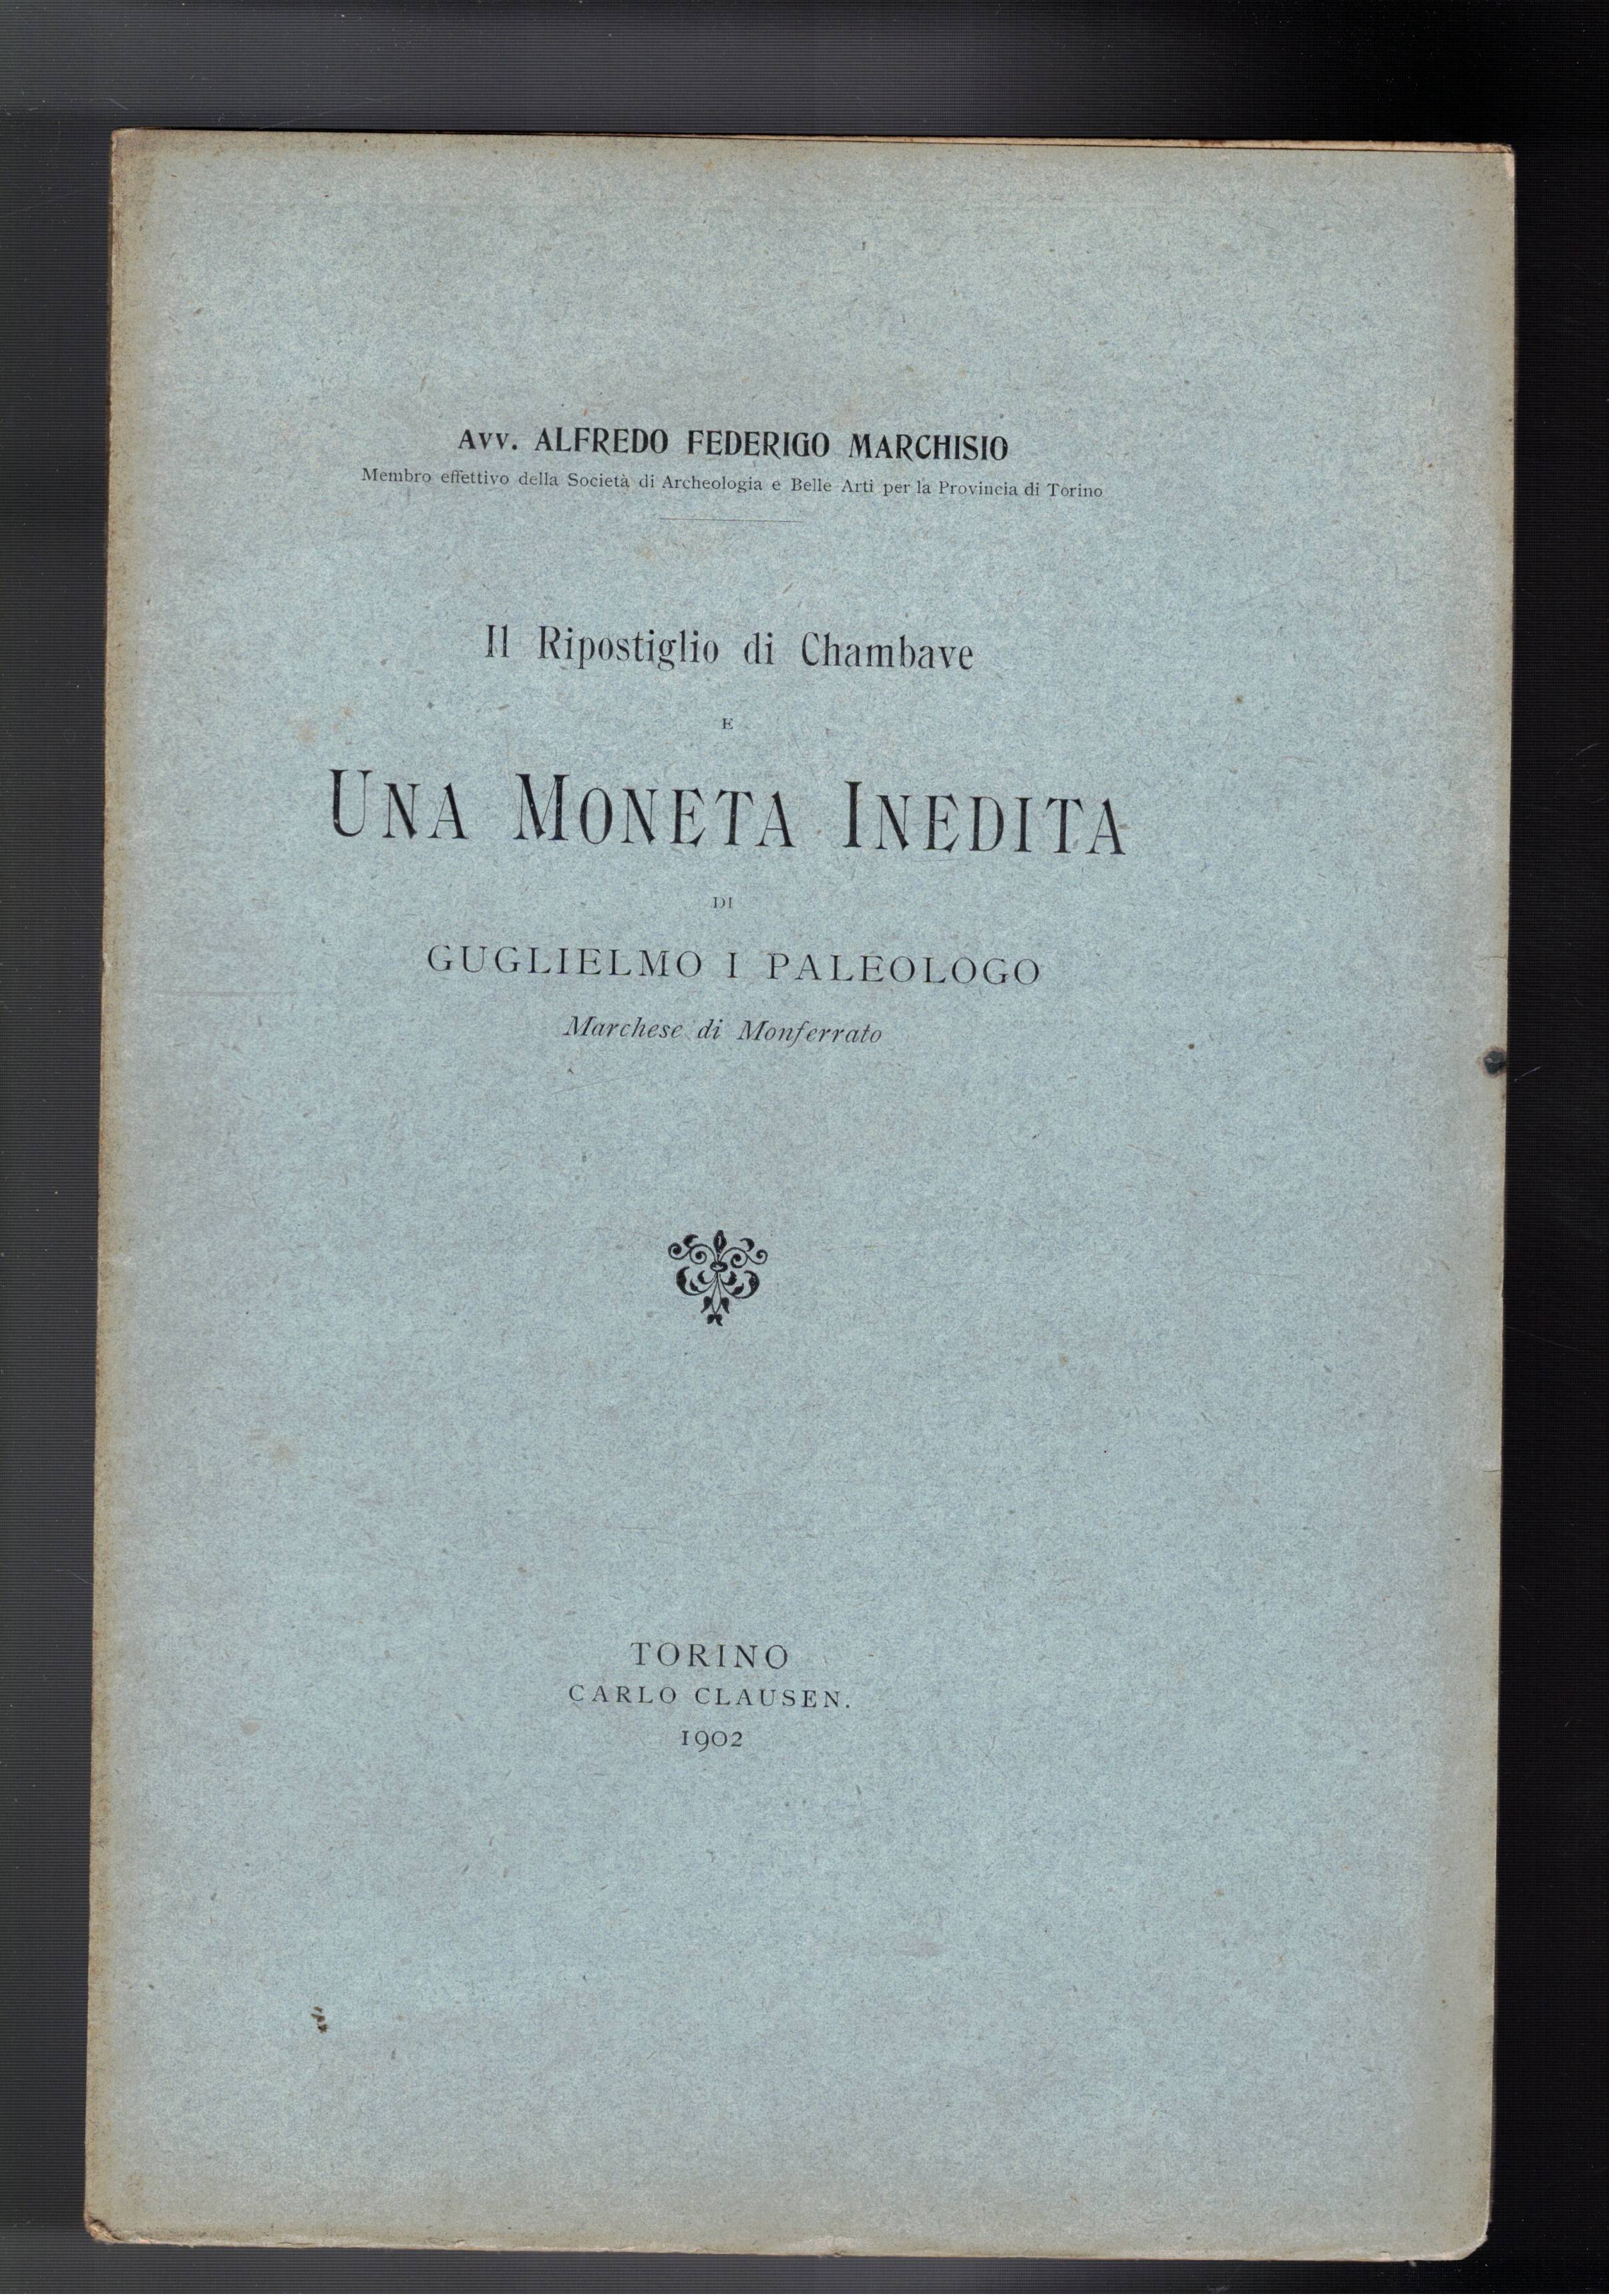 Avv. ALFREDO FEDERIGO MARCHISIO
Membro effettivo della Società di Archeologia e Belle Arti per la Provincia di Torino
Il Ripostiglio di Chambave
E
UNA MONETA INEDITA
DI
GUGLIELMO I PALEOLOGO
Marchese di Monferrato
TORINO
CARLO CLAUSEN.
1902